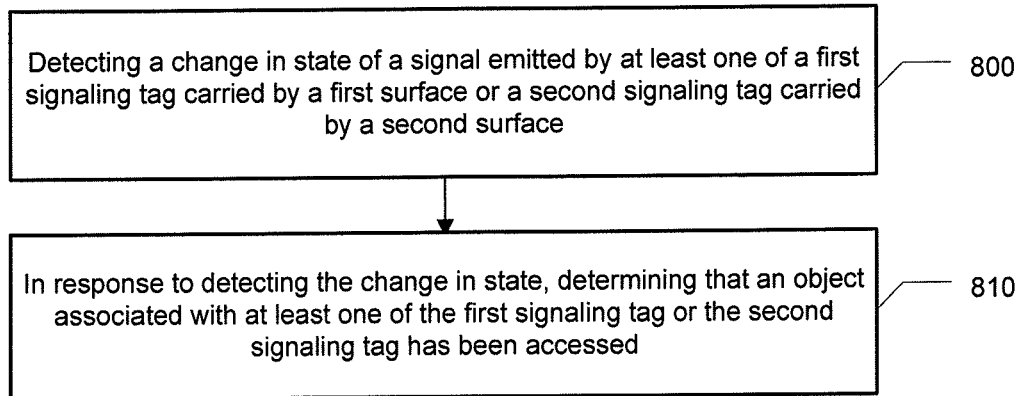 Detecting a change in state of a signal emitted by at least one of a first
signaling tag carried by a first surface or a second signaling tag carried
by a second surface
800
In response to detecting the change in state, determining that an object
associated with at least one of the first signaling tag or the second
signaling tag has been accessed
810